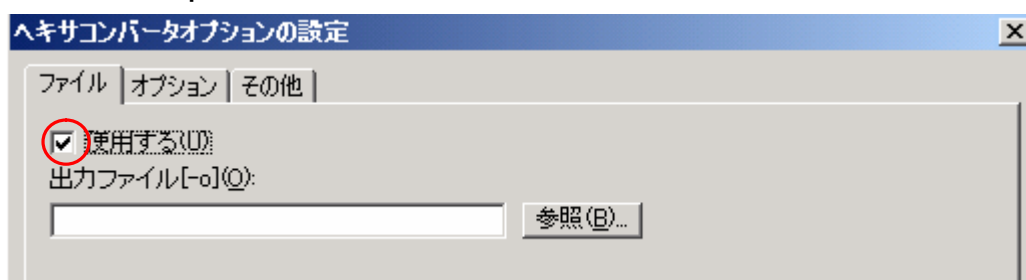 ヘキサコンバータオプションの設定
ファイル オプション その他
使用する(U)
出力ファイル[-o](O):
参照(B)...